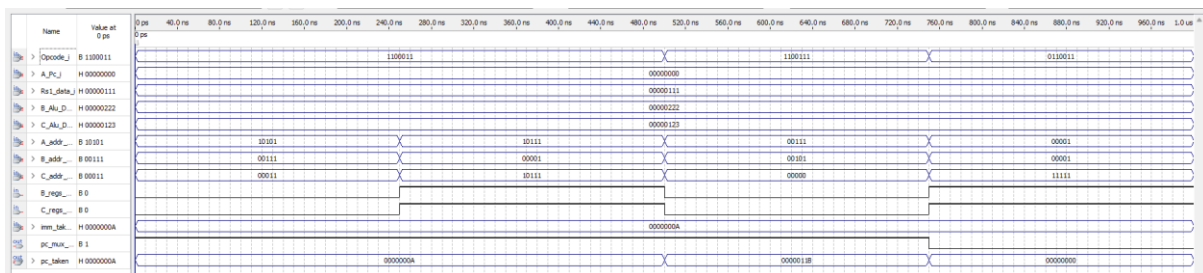 Name Value at 0 ps 0 ps 40.0 ns 80.0 ns 120.0 ns 160.0 ns 200.0 ns 240.0 ns 280.0 ns 320.0 ns 360.0 ns 400.0 ns 440.0 ns 480.0 ns 520.0 ns 560.0 ns 600.0 ns 640.0 ns 680.0 ns 720.0 ns 760.0 ns 800.0 ns 840.0 ns 880.0 ns 920.0 ns 960.0 ns 1.0 us
0 ps
> Opcode_i B 1100011 1100011 1100111 0110011
> A_Pc_i H 00000000 00000000
> Rs1_data_i H 00000111 00000111
> B_Alu_D... H 00000222 00000222
> C_Alu_D... H 00000123 00000123
> A_addr_... B 10101 10101 10111 00111 00001
> B_addr_... B 00111 00111 00001 00101 00001
> C_addr_... B 00011 00011 10111 00000 11111
B_regs_... B 0
C_regs_... B 0
> imm_tak... H 0000000A 0000000A
pc_mux_... B 1
> pc_taken H 0000000A 0000000A 0000011B 00000000